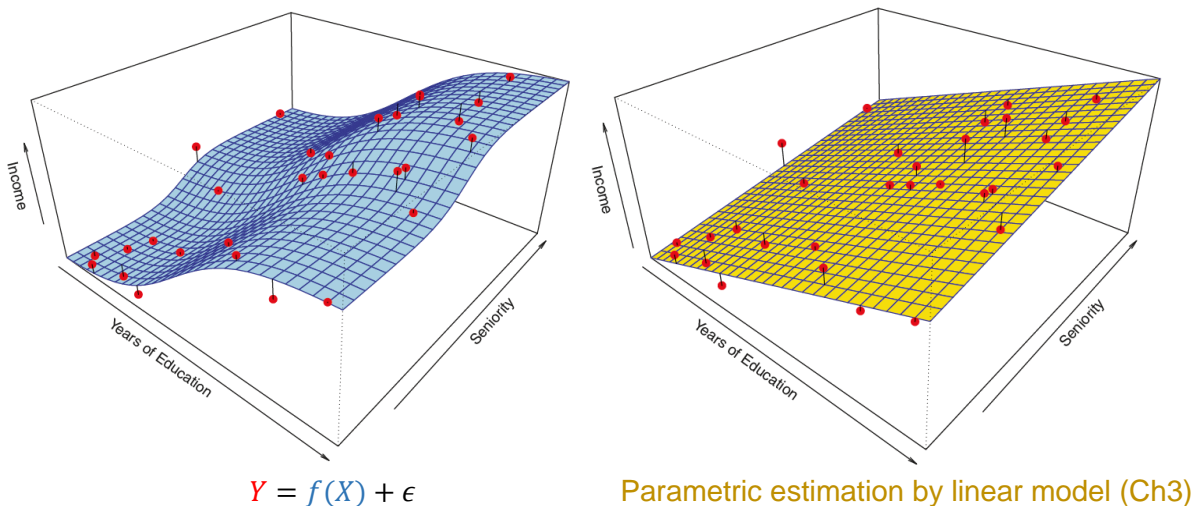 Income
Years of Education
Seniority
Y = f(X) + ϵ
Income
Years of Education
Seniority
Parametric estimation by linear model (Ch3)